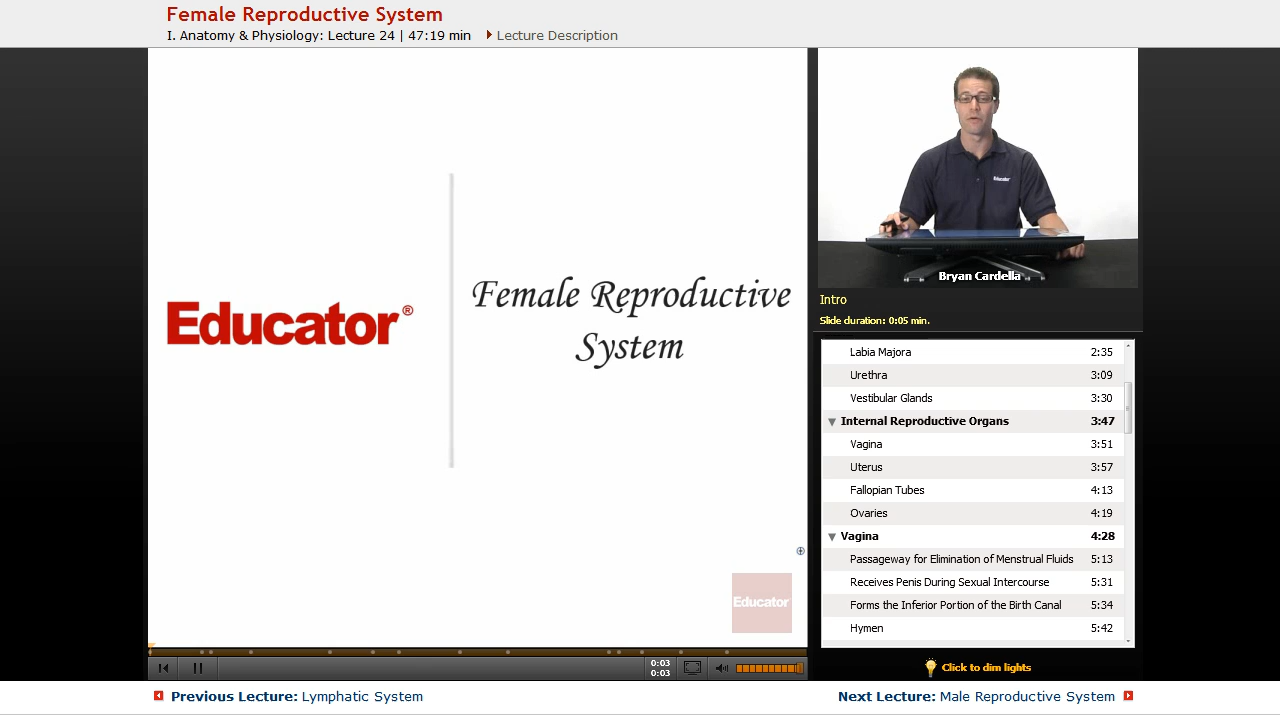 Female Reproductive System
I. Anatomy & Physiology: Lecture 24 | 47:19 min Lecture Description
Educator®
Female Reproductive
System
Educator
Educator
Bryan Cardella
Intro
Slide duration: 0:05 min.
Labia Majora 2:35
Urethra 3:09
Vestibular Glands 3:30
Internal Reproductive Organs 3:47
Vagina 3:51
Uterus 3:57
Fallopian Tubes 4:13
Ovaries 4:19
Vagina 4:28
Passageway for Elimination of Menstrual Fluids 5:13
Receives Penis During Sexual Intercourse 5:31
Forms the Inferior Portion of the Birth Canal 5:34
Hymen 5:42
0:03
0:03
Click to dim lights
Previous Lecture: Lymphatic System
Next Lecture: Male Reproductive System